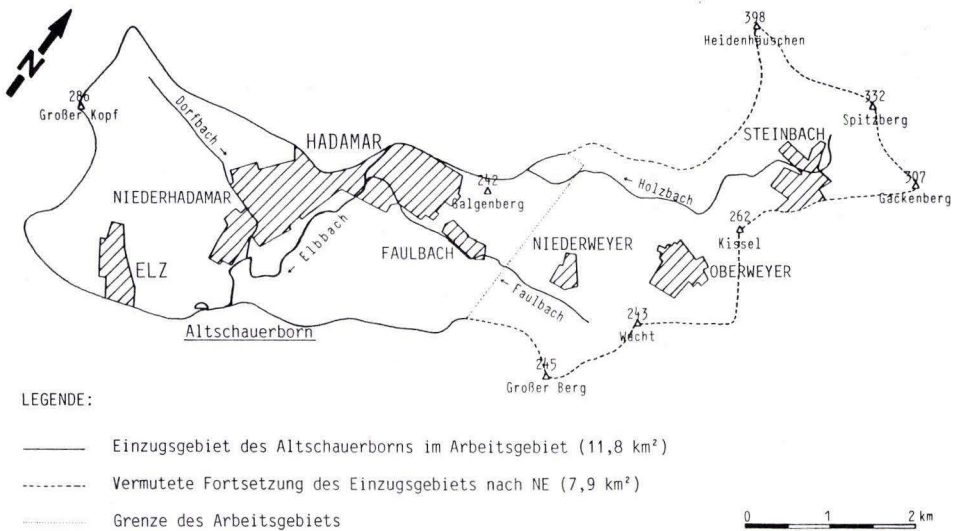 N
398
Heidenhäuschen
286
Großer Kopf
332
Spitzberg
Dorfbach
HADAMAR
STEINBACH
NIEDERHADAMAR
242
Galgenberg
Holzbach
397
Gackenberg
262
Kissel
Elbbach
FAULBACH
NIEDERWEYER
OBERWEYER
ELZ
Faulbach
243
Wacht
Altschauerborn
245
Großer Berg
LEGENDE:
Einzugsgebiet des Altschauerborns im Arbeitsgebiet (11,8 km²)
Vermutete Fortsetzung des Einzugsgebiets nach NE (7,9 km²)
Grenze des Arbeitsgebiets
0 1 2 km